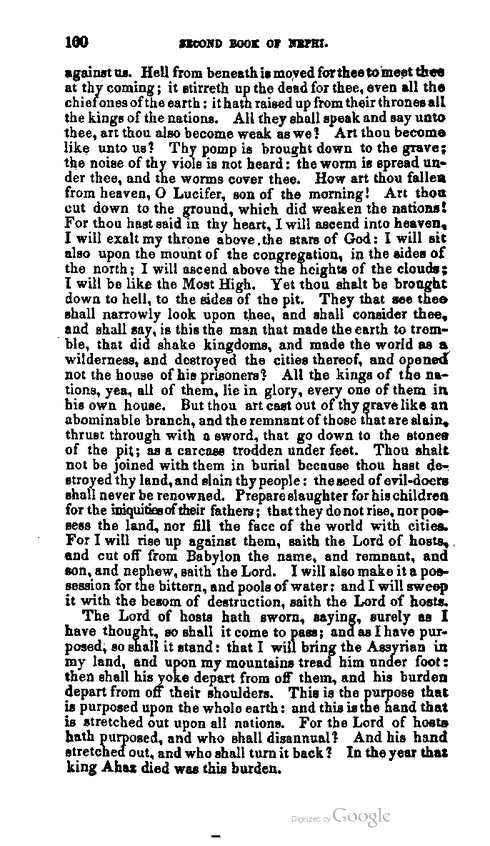 100 SECOND BOOK OF NEPHI.
against us. Hell from beneath is moved for thee to meet thee
at thy coming; it stirreth up the dead for thee, even all the
chief ones of the earth: it hath raised up from their thrones all
the kings of the nations. All they shall speak and say unto
thee, art thou also become weak as we? Art thou become
like unto us? Thy pomp is brought down to the grave;
the noise of thy viols is not heard: the worm is spread un-
der thee, and the worms cover thee. How art thou fallen
from heaven, O Lucifer, son of the morning! Art thou
cut down to the ground, which did weaken the nations!
For thou hast said in thy heart, I will ascend into heaven,
I will exalt my throne above the stars of God: I will sit
also upon the mount of the congregation, in the sides of
the north; I will ascend above the heights of the clouds;
I will be like the Most High. Yet thou shalt be brought
down to hell, to the sides of the pit. They that see thee
shall narrowly look upon thee, and shall consider thee,
and shall say, is this the man that made the earth to trem-
ble, that did shake kingdoms, and made the world as a
wilderness, and destroyed the cities thereof, and opened
not the house of his prisoners? All the kings of the na-
tions, yea, all of them, lie in glory, every one of them in
his own house. But thou art cast out of thy grave like an
abominable branch, and the remnant of those that are slain,
thrust through with a sword, that go down to the stones
of the pit; as a carcase trodden under feet. Thou shalt
not be joined with them in burial because thou hast de-
stroyed thy land, and slain thy people: the seed of evil-doers
shall never be renowned. Prepare slaughter for his children
for the iniquities of their fathers; that they do not rise, nor pos-
sess the land, nor fill the face of the world with cities.
For I will rise up against them, saith the Lord of hosts,
and cut off from Babylon the name, and remnant, and
son, and nephew, saith the Lord. I will also make it a pos-
session for the bittern, and pools of water: and I will sweep
it with the besom of destruction, saith the Lord of hosts.
The Lord of hosts hath sworn, saying, surely as I
have thought, so shall it come to pass; and as I have pur-
posed, so shall it stand: that I will bring the Assyrian in
my land, and upon my mountains tread him under foot:
then shall his yoke depart from off them, and his burden
depart from off their shoulders. This is the purpose that
is purposed upon the whole earth: and this is the hand that
is stretched out upon all nations. For the Lord of hosts
hath purposed, and who shall disannual? And his hand
stretched out, and who shall turn it back? In the year that
king Ahaz died was this burden.
Digitized by Google